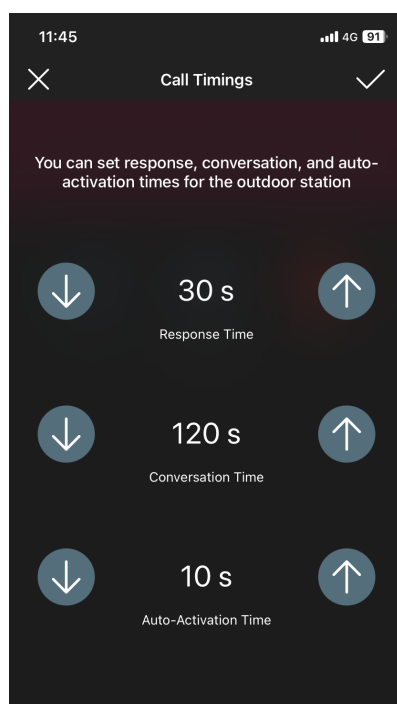 11:45
4G 91
Call Timings
You can set response, conversation, and auto-
activation times for the outdoor station
30 s
Response Time
120 s
Conversation Time
10 s
Auto-Activation Time